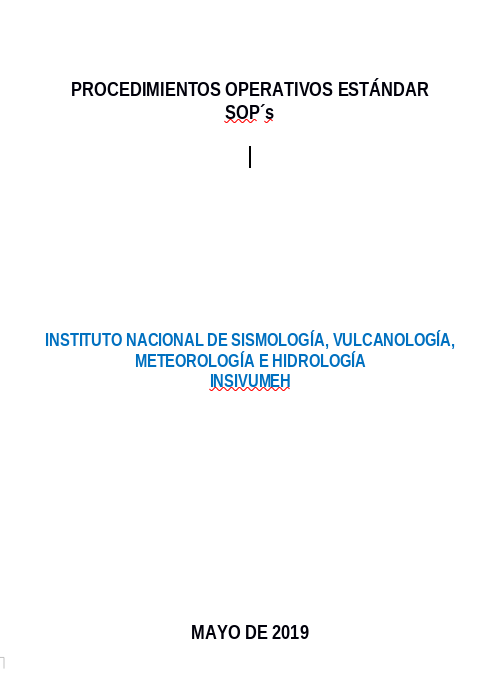 PROCEDIMIENTOS OPERATIVOS ESTÁNDAR
SOP´s
INSTITUTO NACIONAL DE SISMOLOGÍA, VULCANOLOGÍA,
METEOROLOGÍA E HIDROLOGÍA
INSIVUMEH
MAYO DE 2019